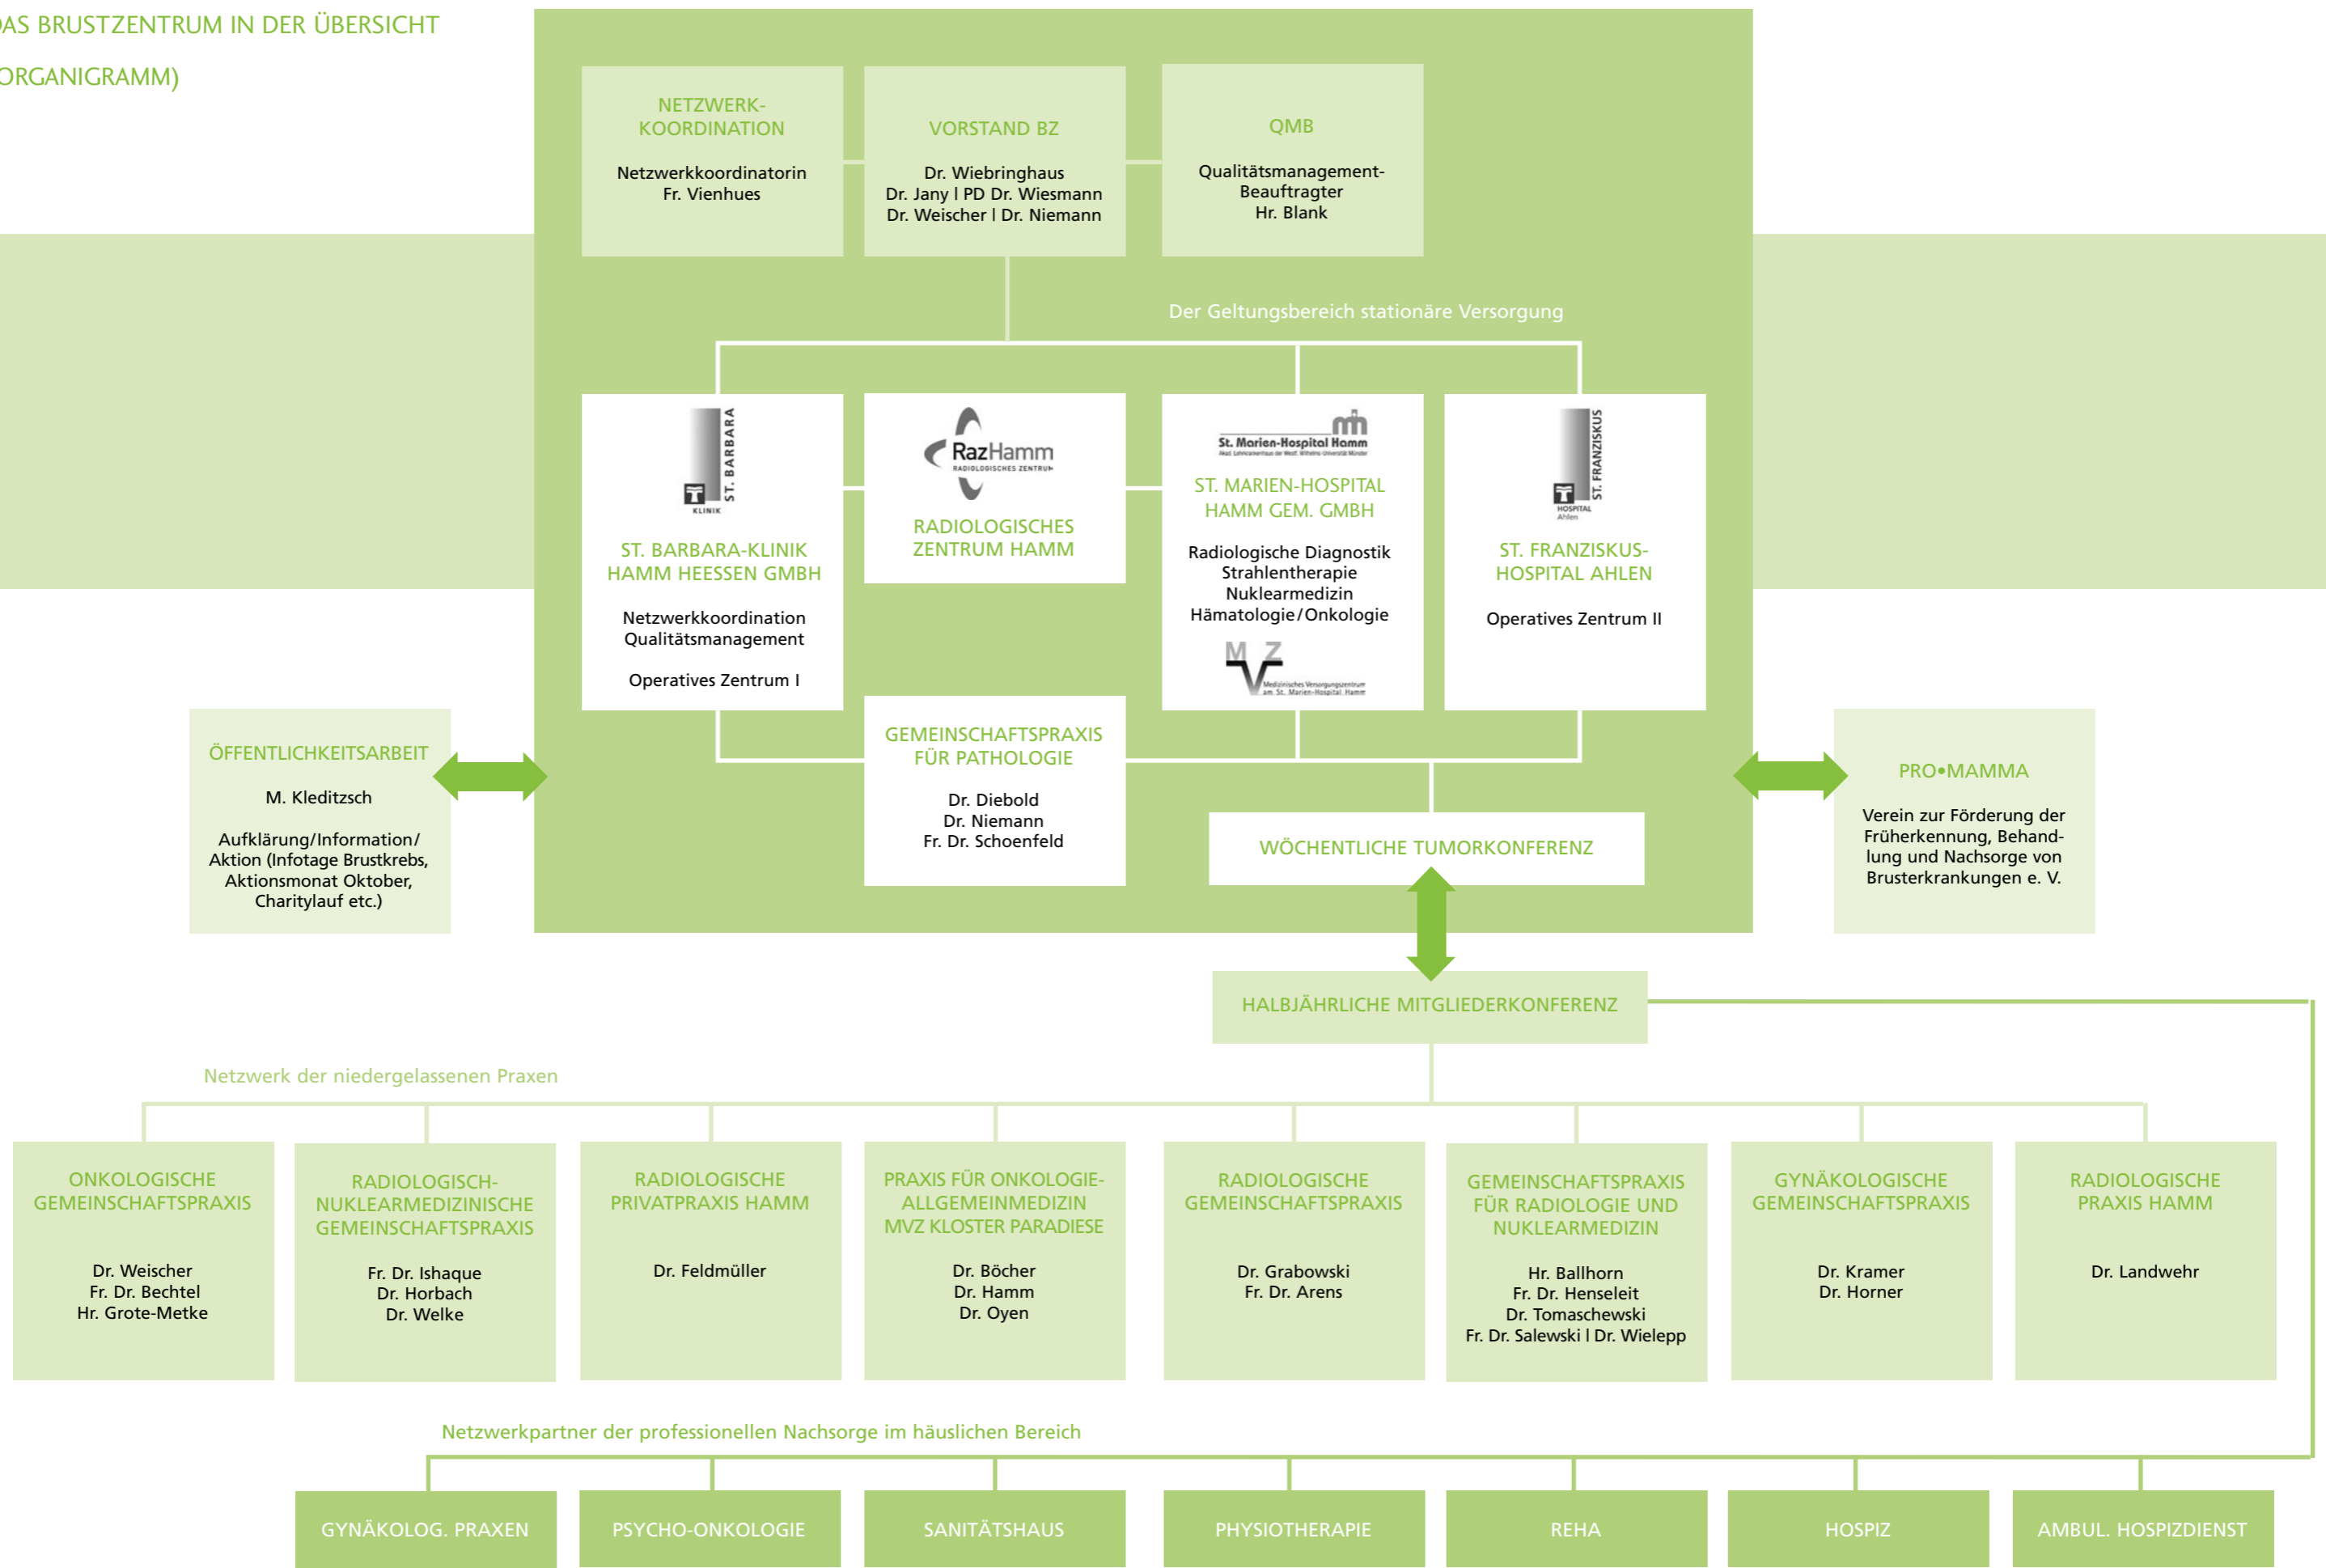 DAS BRUSTZENTRUM IN DER ÜBERSICHT
ORGANIGRAMM)
NETZWERK-
KOORDINATION
Netzwerkkoordinatorin
Fr. Vienhues
VORSTAND BZ
Dr. Wiebringhaus
Dr. Jany | PD Dr. Wiesmann
Dr. Weischer | Dr. Niemann
QMB
Qualitätsmanagement-
Beauftragter
Hr. Blank
Der Geltungsbereich stationäre Versorgung
ST. BARBARA
KLINIK
ST. BARBARA-KLINIK
HAMM HEESSEN GMBH
Netzwerkkoordination
Qualitätsmanagement
Operatives Zentrum I
RazHamm
RADIOLOGISCHES ZENTRUM
RADIOLOGISCHES
ZENTRUM HAMM
St. Marien-Hospital Hamm
Akad. Lehrkrankenhaus der Westf. Wilhelms-Universität Münster
ST. MARIEN-HOSPITAL
HAMM GEM. GMBH
Radiologische Diagnostik
Strahlentherapie
Nuklearmedizin
Hämatologie/Onkologie
MVZ
Medizinisches Versorgungszentrum
am St. Marien-Hospital Hamm
ST. FRANZISKUS
HOSPITAL
Ahlen
ST. FRANZISKUS-
HOSPITAL AHLEN
Operatives Zentrum II
GEMEINSCHAFTSPRAXIS
FÜR PATHOLOGIE
Dr. Diebold
Dr. Niemann
Fr. Dr. Schoenfeld
WÖCHENTLICHE TUMORKONFERENZ
ÖFFENTLICHKEITSARBEIT
M. Kleditzsch
Aufklärung/Information/
Aktion (Infotage Brustkrebs,
Aktionsmonat Oktober,
Charitylauf etc.)
PRO•MAMMA
Verein zur Förderung der
Früherkennung, Behand-
lung und Nachsorge von
Brusterkrankungen e. V.
HALBJÄHRLICHE MITGLIEDERKONFERENZ
Netzwerk der niedergelassenen Praxen
ONKOLOGISCHE
GEMEINSCHAFTSPRAXIS
Dr. Weischer
Fr. Dr. Bechtel
Hr. Grote-Metke
RADIOLOGISCH-
NUKLEARMEDIZINISCHE
GEMEINSCHAFTSPRAXIS
Fr. Dr. Ishaque
Dr. Horbach
Dr. Welke
RADIOLOGISCHE
PRIVATPRAXIS HAMM
Dr. Feldmüller
PRAXIS FÜR ONKOLOGIE-
ALLGEMEINMEDIZIN
MVZ KLOSTER PARADIESE
Dr. Böcher
Dr. Hamm
Dr. Oyen
RADIOLOGISCHE
GEMEINSCHAFTSPRAXIS
Dr. Grabowski
Fr. Dr. Arens
GEMEINSCHAFTSPRAXIS
FÜR RADIOLOGIE UND
NUKLEARMEDIZIN
Hr. Ballhorn
Fr. Dr. Henseleit
Dr. Tomaschewski
Fr. Dr. Salewski | Dr. Wielepp
GYNÄKOLOGISCHE
GEMEINSCHAFTSPRAXIS
Dr. Kramer
Dr. Horner
RADIOLOGISCHE
PRAXIS HAMM
Dr. Landwehr
Netzwerkpartner der professionellen Nachsorge im häuslichen Bereich
GYNÄKOLOG. PRAXEN
PSYCHO-ONKOLOGIE
SANITÄTSHAUS
PHYSIOTHERAPIE
REHA
HOSPIZ
AMBUL. HOSPIZDIENST